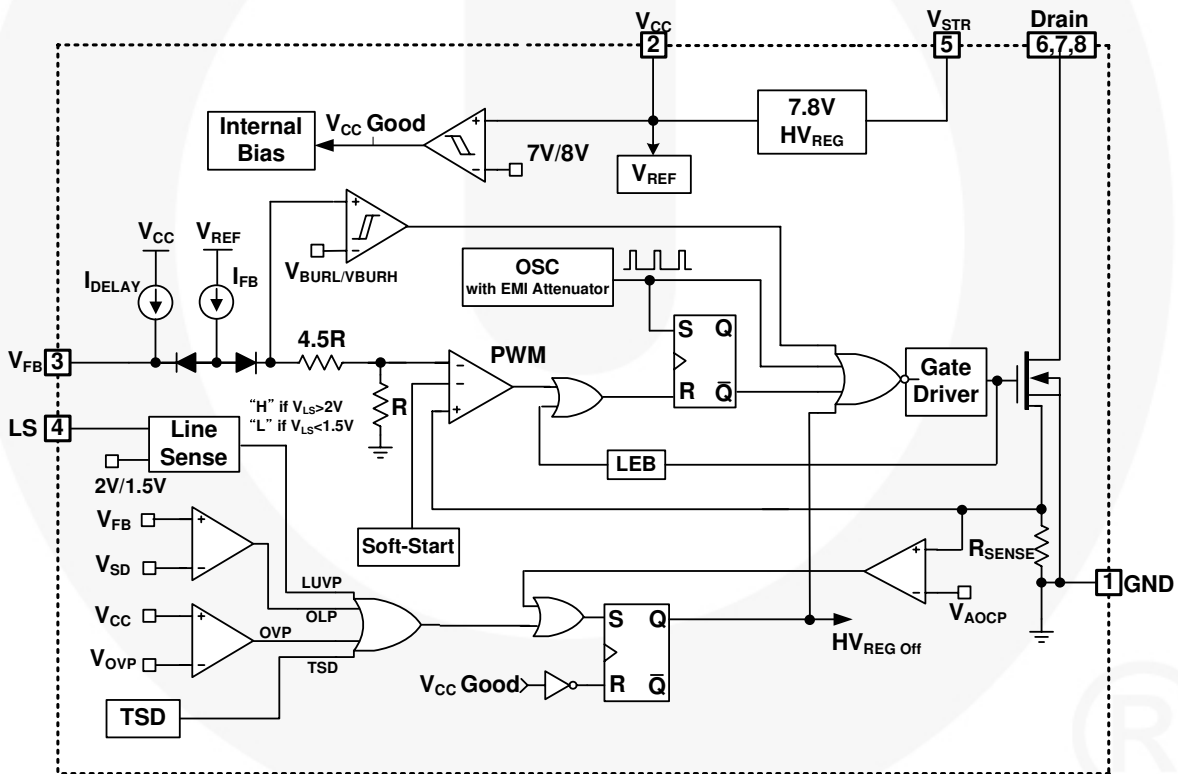 VCC
VSTR
Drain
2
5
6,7,8
Internal
Bias
VCC Good
+
−
7V/8V
7.8V
HVREG
VREF
VCC
VREF
IDELAY
IFB
+
−
VBURL/VBURH
OSC
with EMI Attenuator
VFB
3
4.5R
R
PWM
−
−
+
S
Q
R
Q̅
Gate
Driver
LS
4
"H" if VLS>2V
"L" if VLS<1.5V
Line
Sense
2V/1.5V
LEB
Soft-Start
RSENSE
1
GND
VFB
+
VSD
−
LUVP
OLP
VCC
+
OVP
VOVP
−
TSD
TSD
+
−
VAOCP
S
Q
R
Q̅
HVREG Off
VCC Good
®